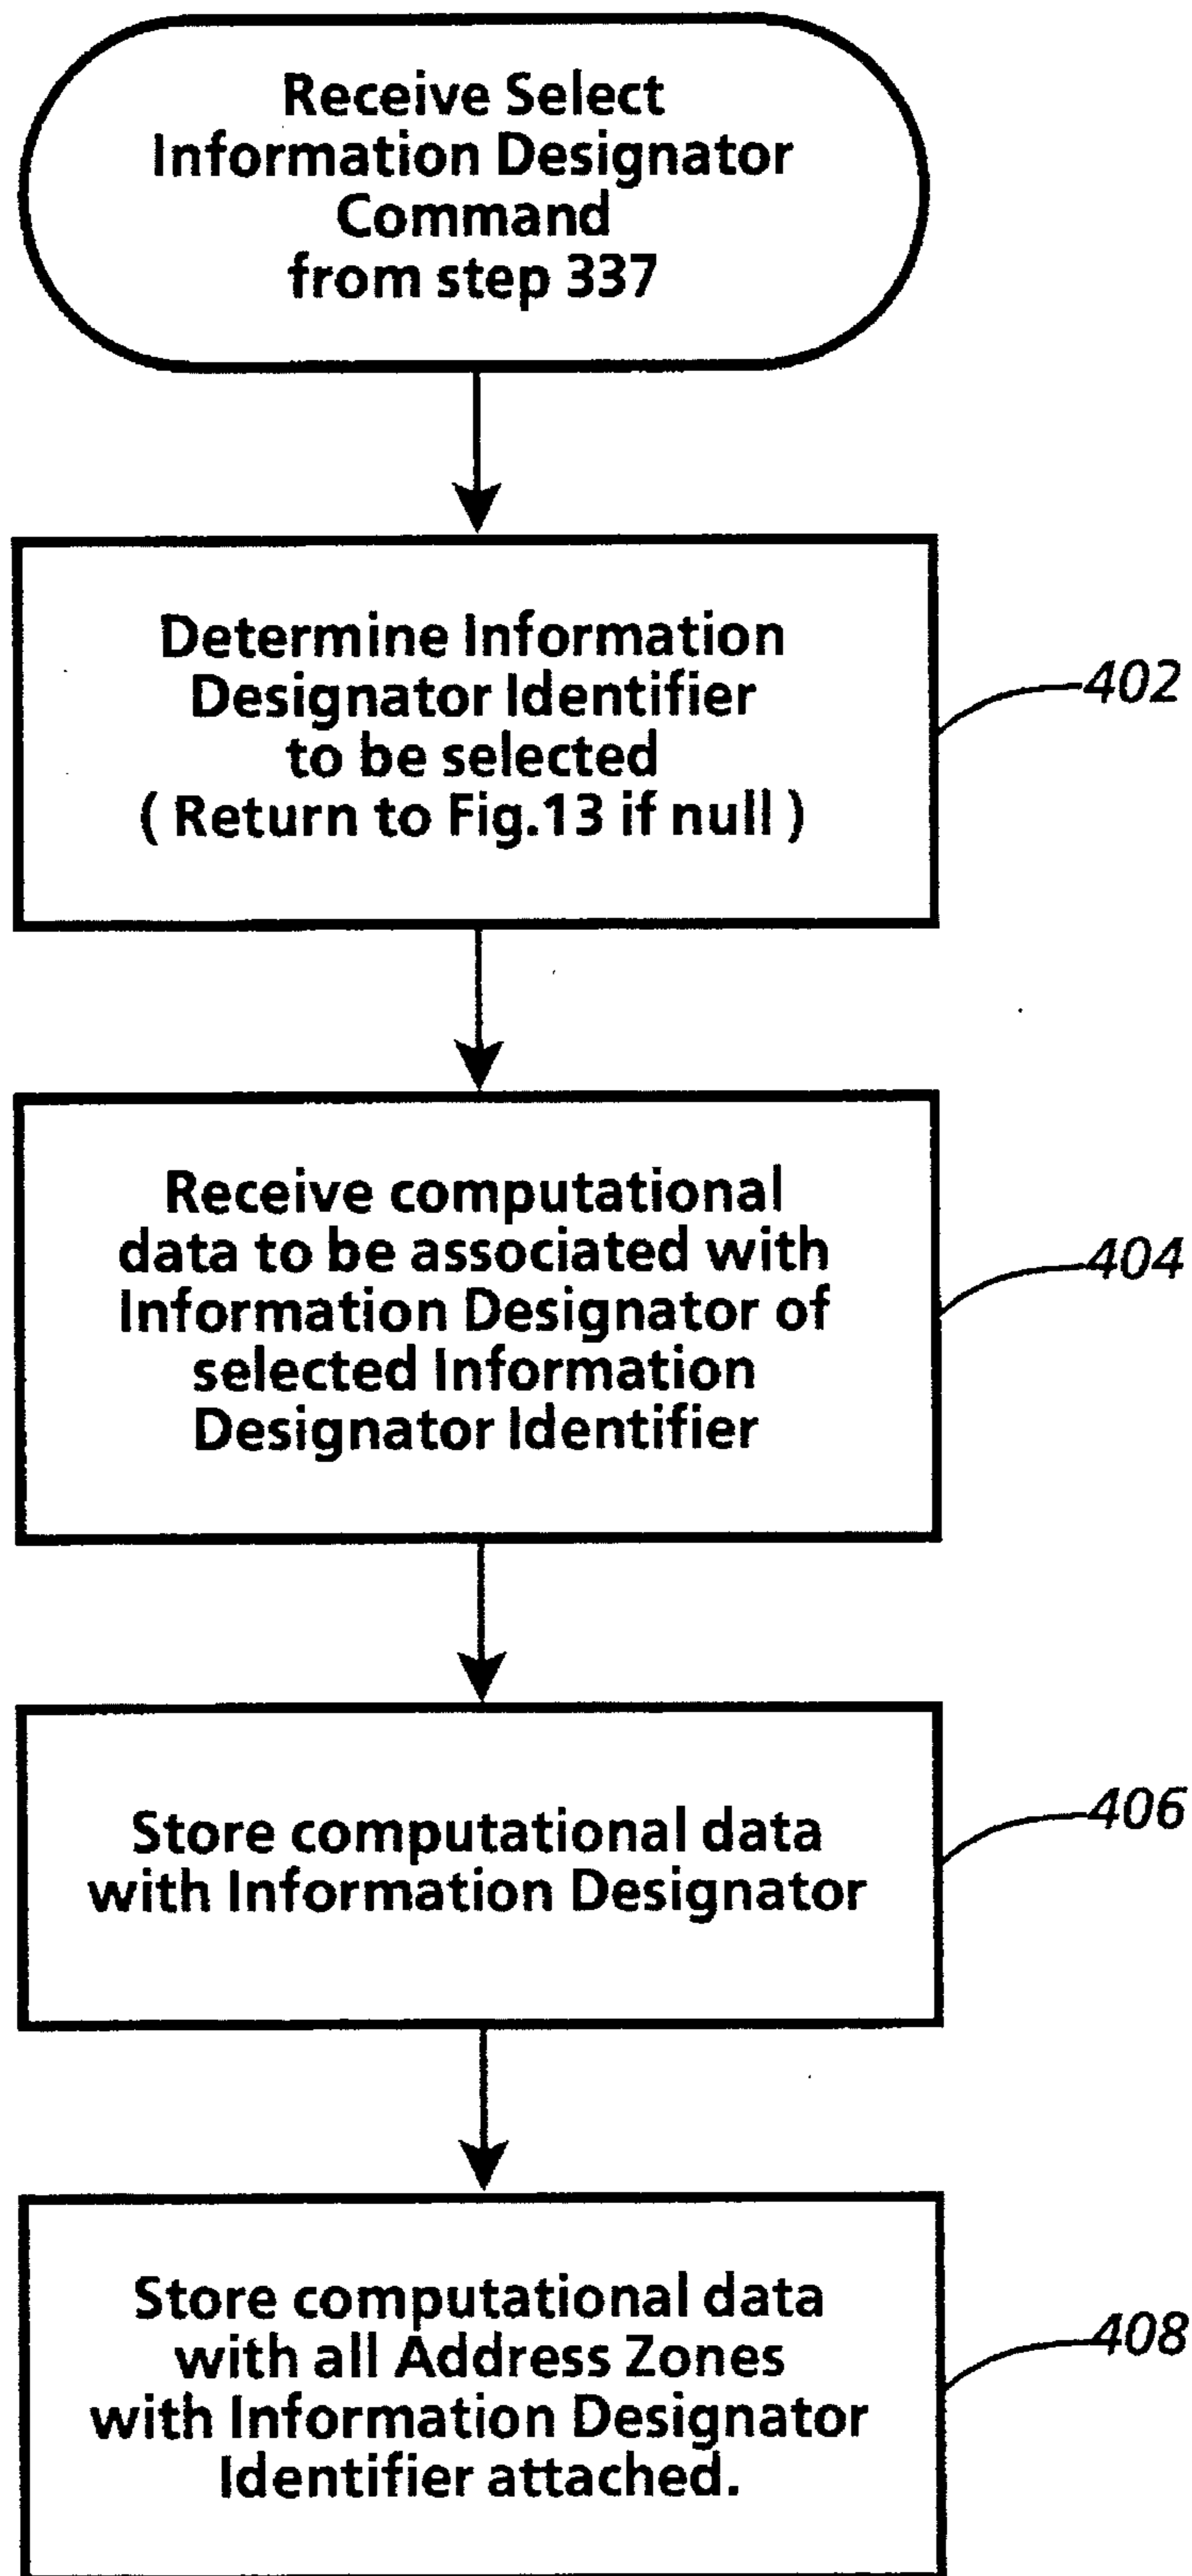 Receive Select
Information Designator
Command
from step 337
Determine Information
Designator Identifier
to be selected
( Return to Fig.13 if null )
402
Receive computational
data to be associated with
Information Designator of
selected Information
Designator Identifier
404
Store computational data
with Information Designator
406
Store computational data
with all Address Zones
with Information Designator
Identifier attached.
408